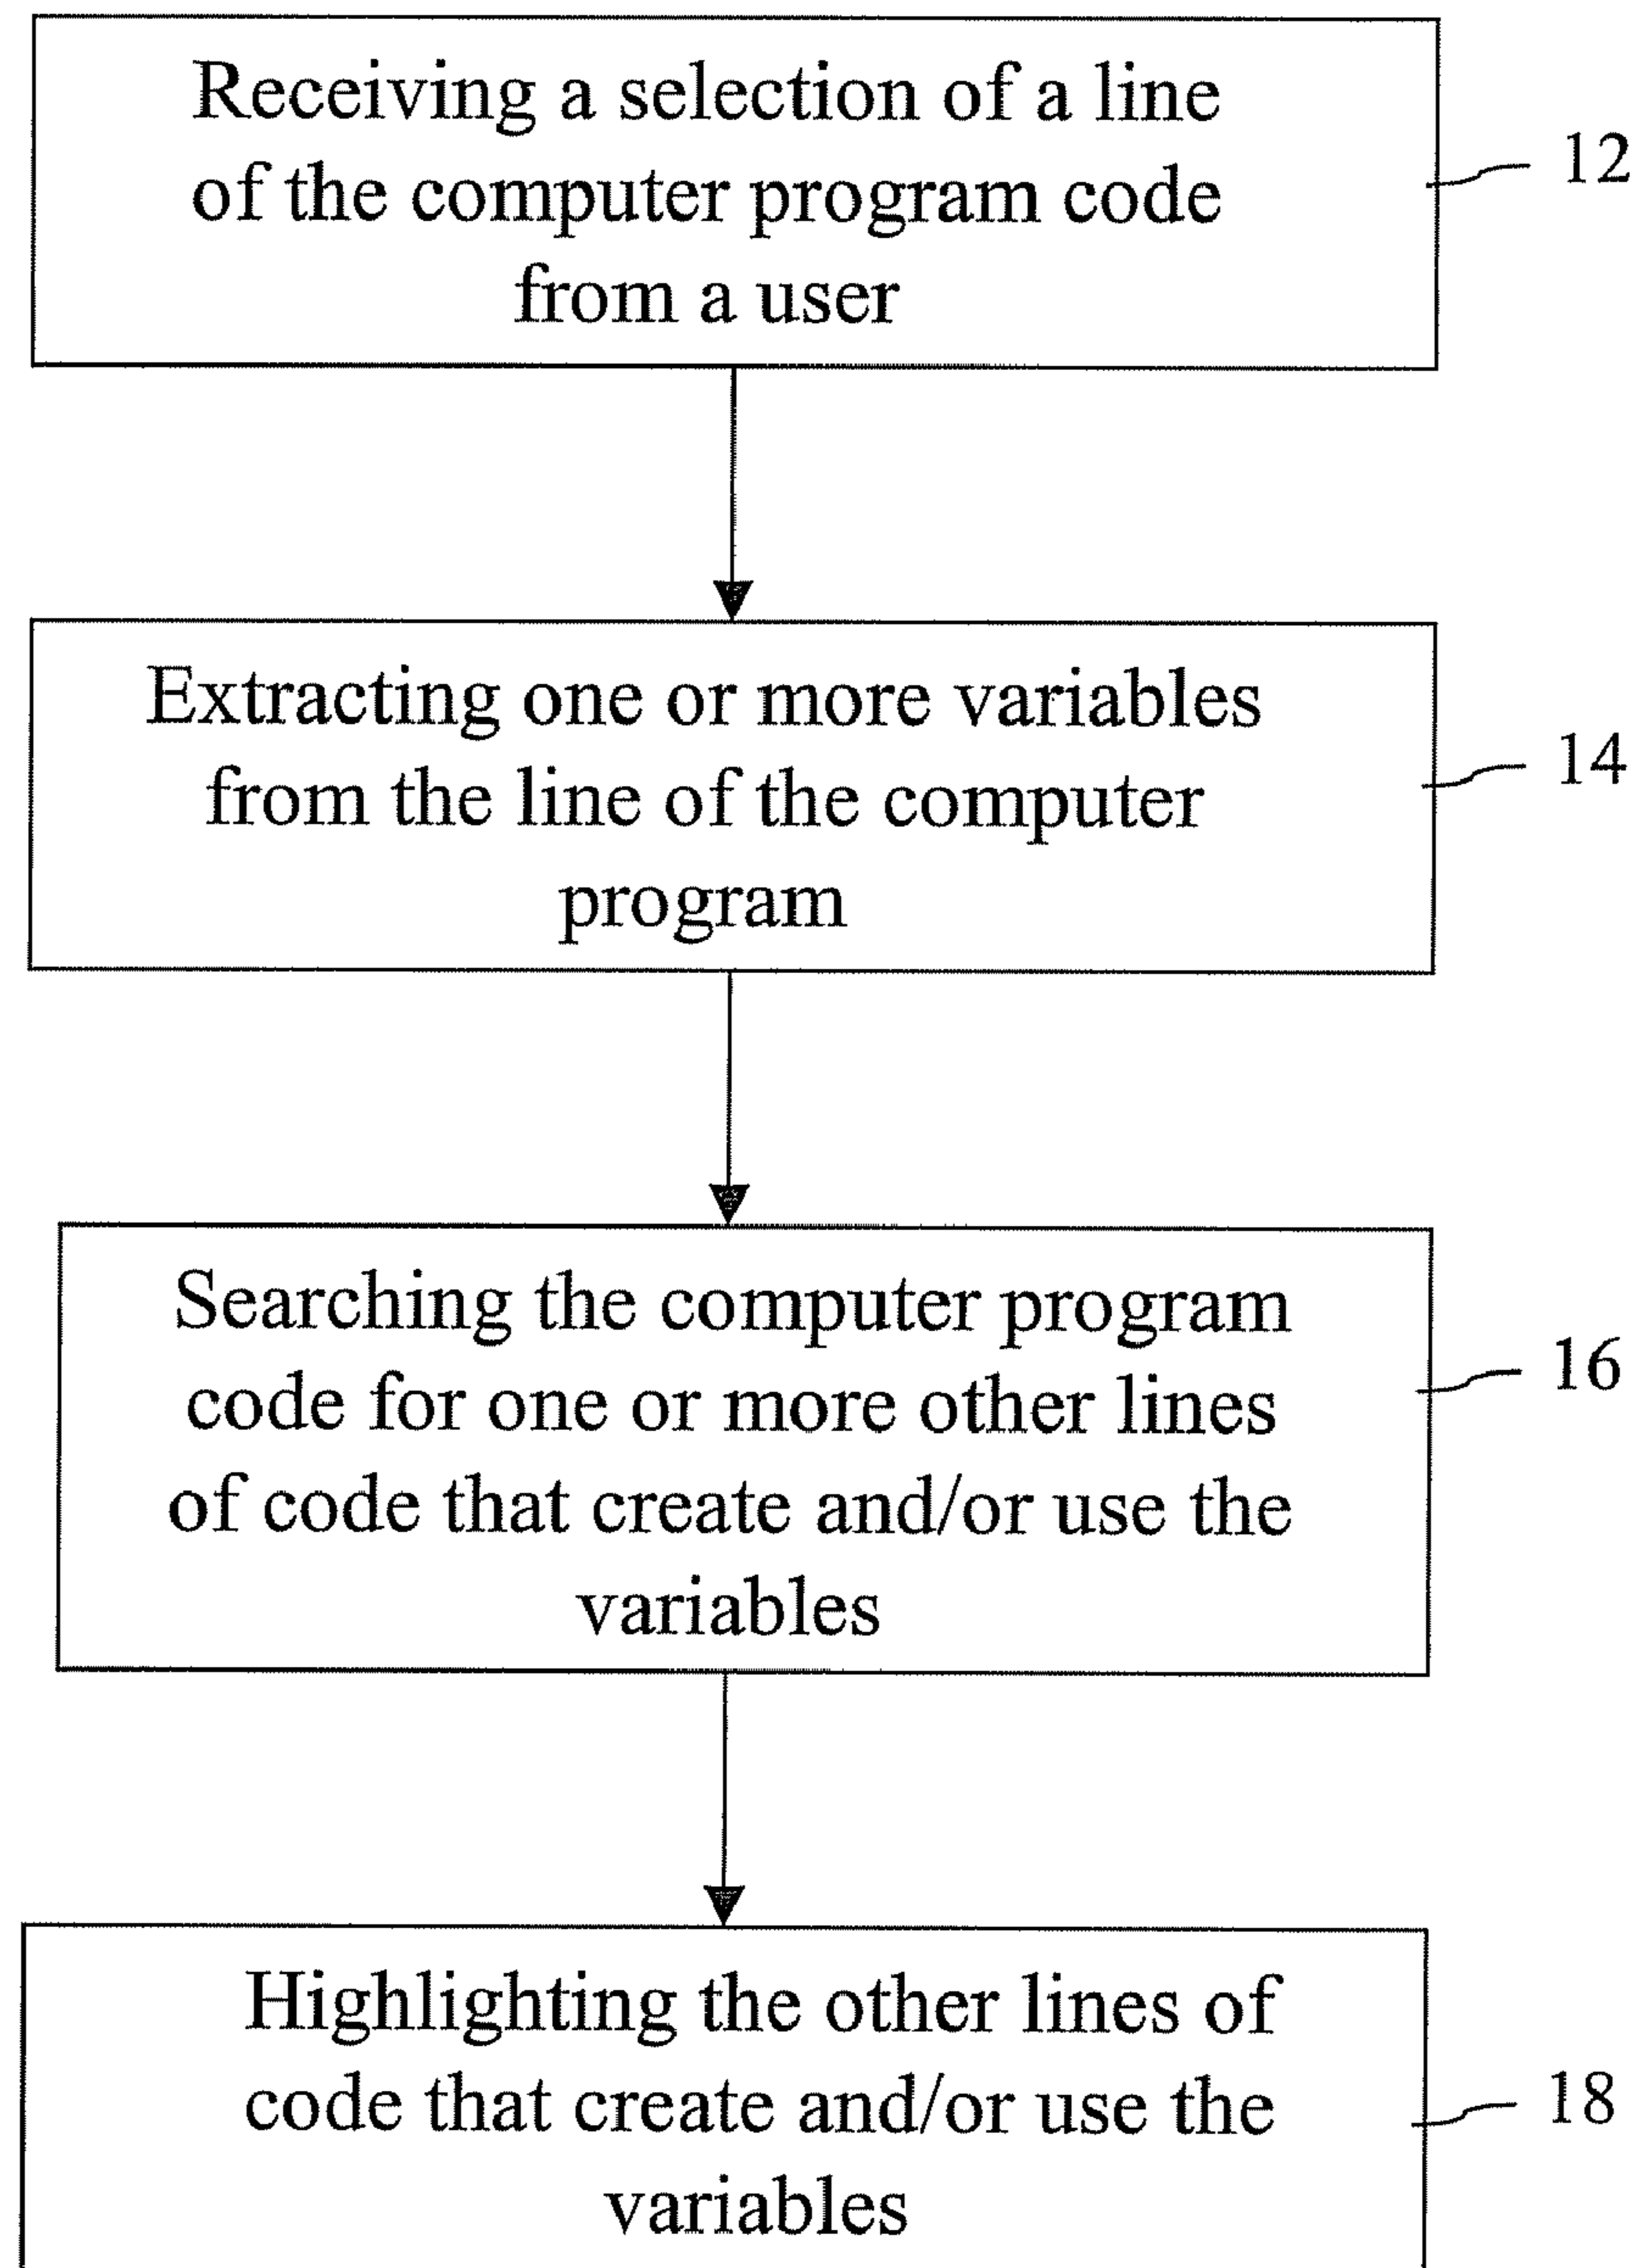 Receiving a selection of a line
of the computer program code
from a user
12
Extracting one or more variables
from the line of the computer
program
14
Searching the computer program
code for one or more other lines
of code that create and/or use the
variables
16
Highlighting the other lines of
code that create and/or use the
variables
18